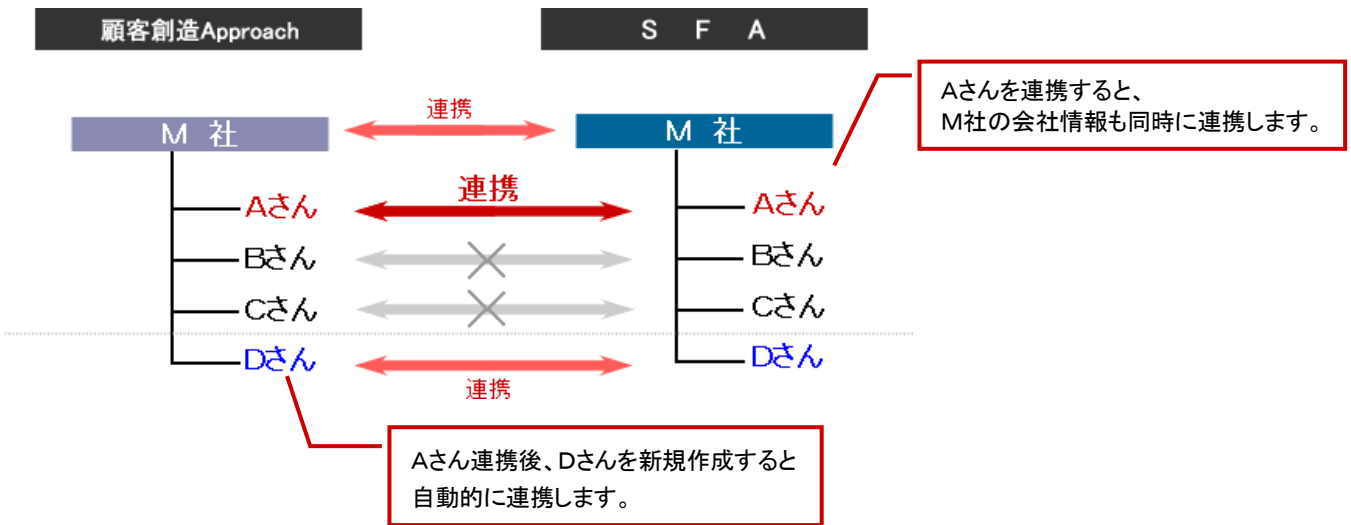 顧客創造Approach
S F A
Aさんを連携すると、
M社の会社情報も同時に連携します。
連携
M 社
M 社
連携
Aさん
Aさん
Bさん
Bさん
Cさん
Cさん
Dさん
Dさん
連携
Aさん連携後、Dさんを新規作成すると
自動的に連携します。